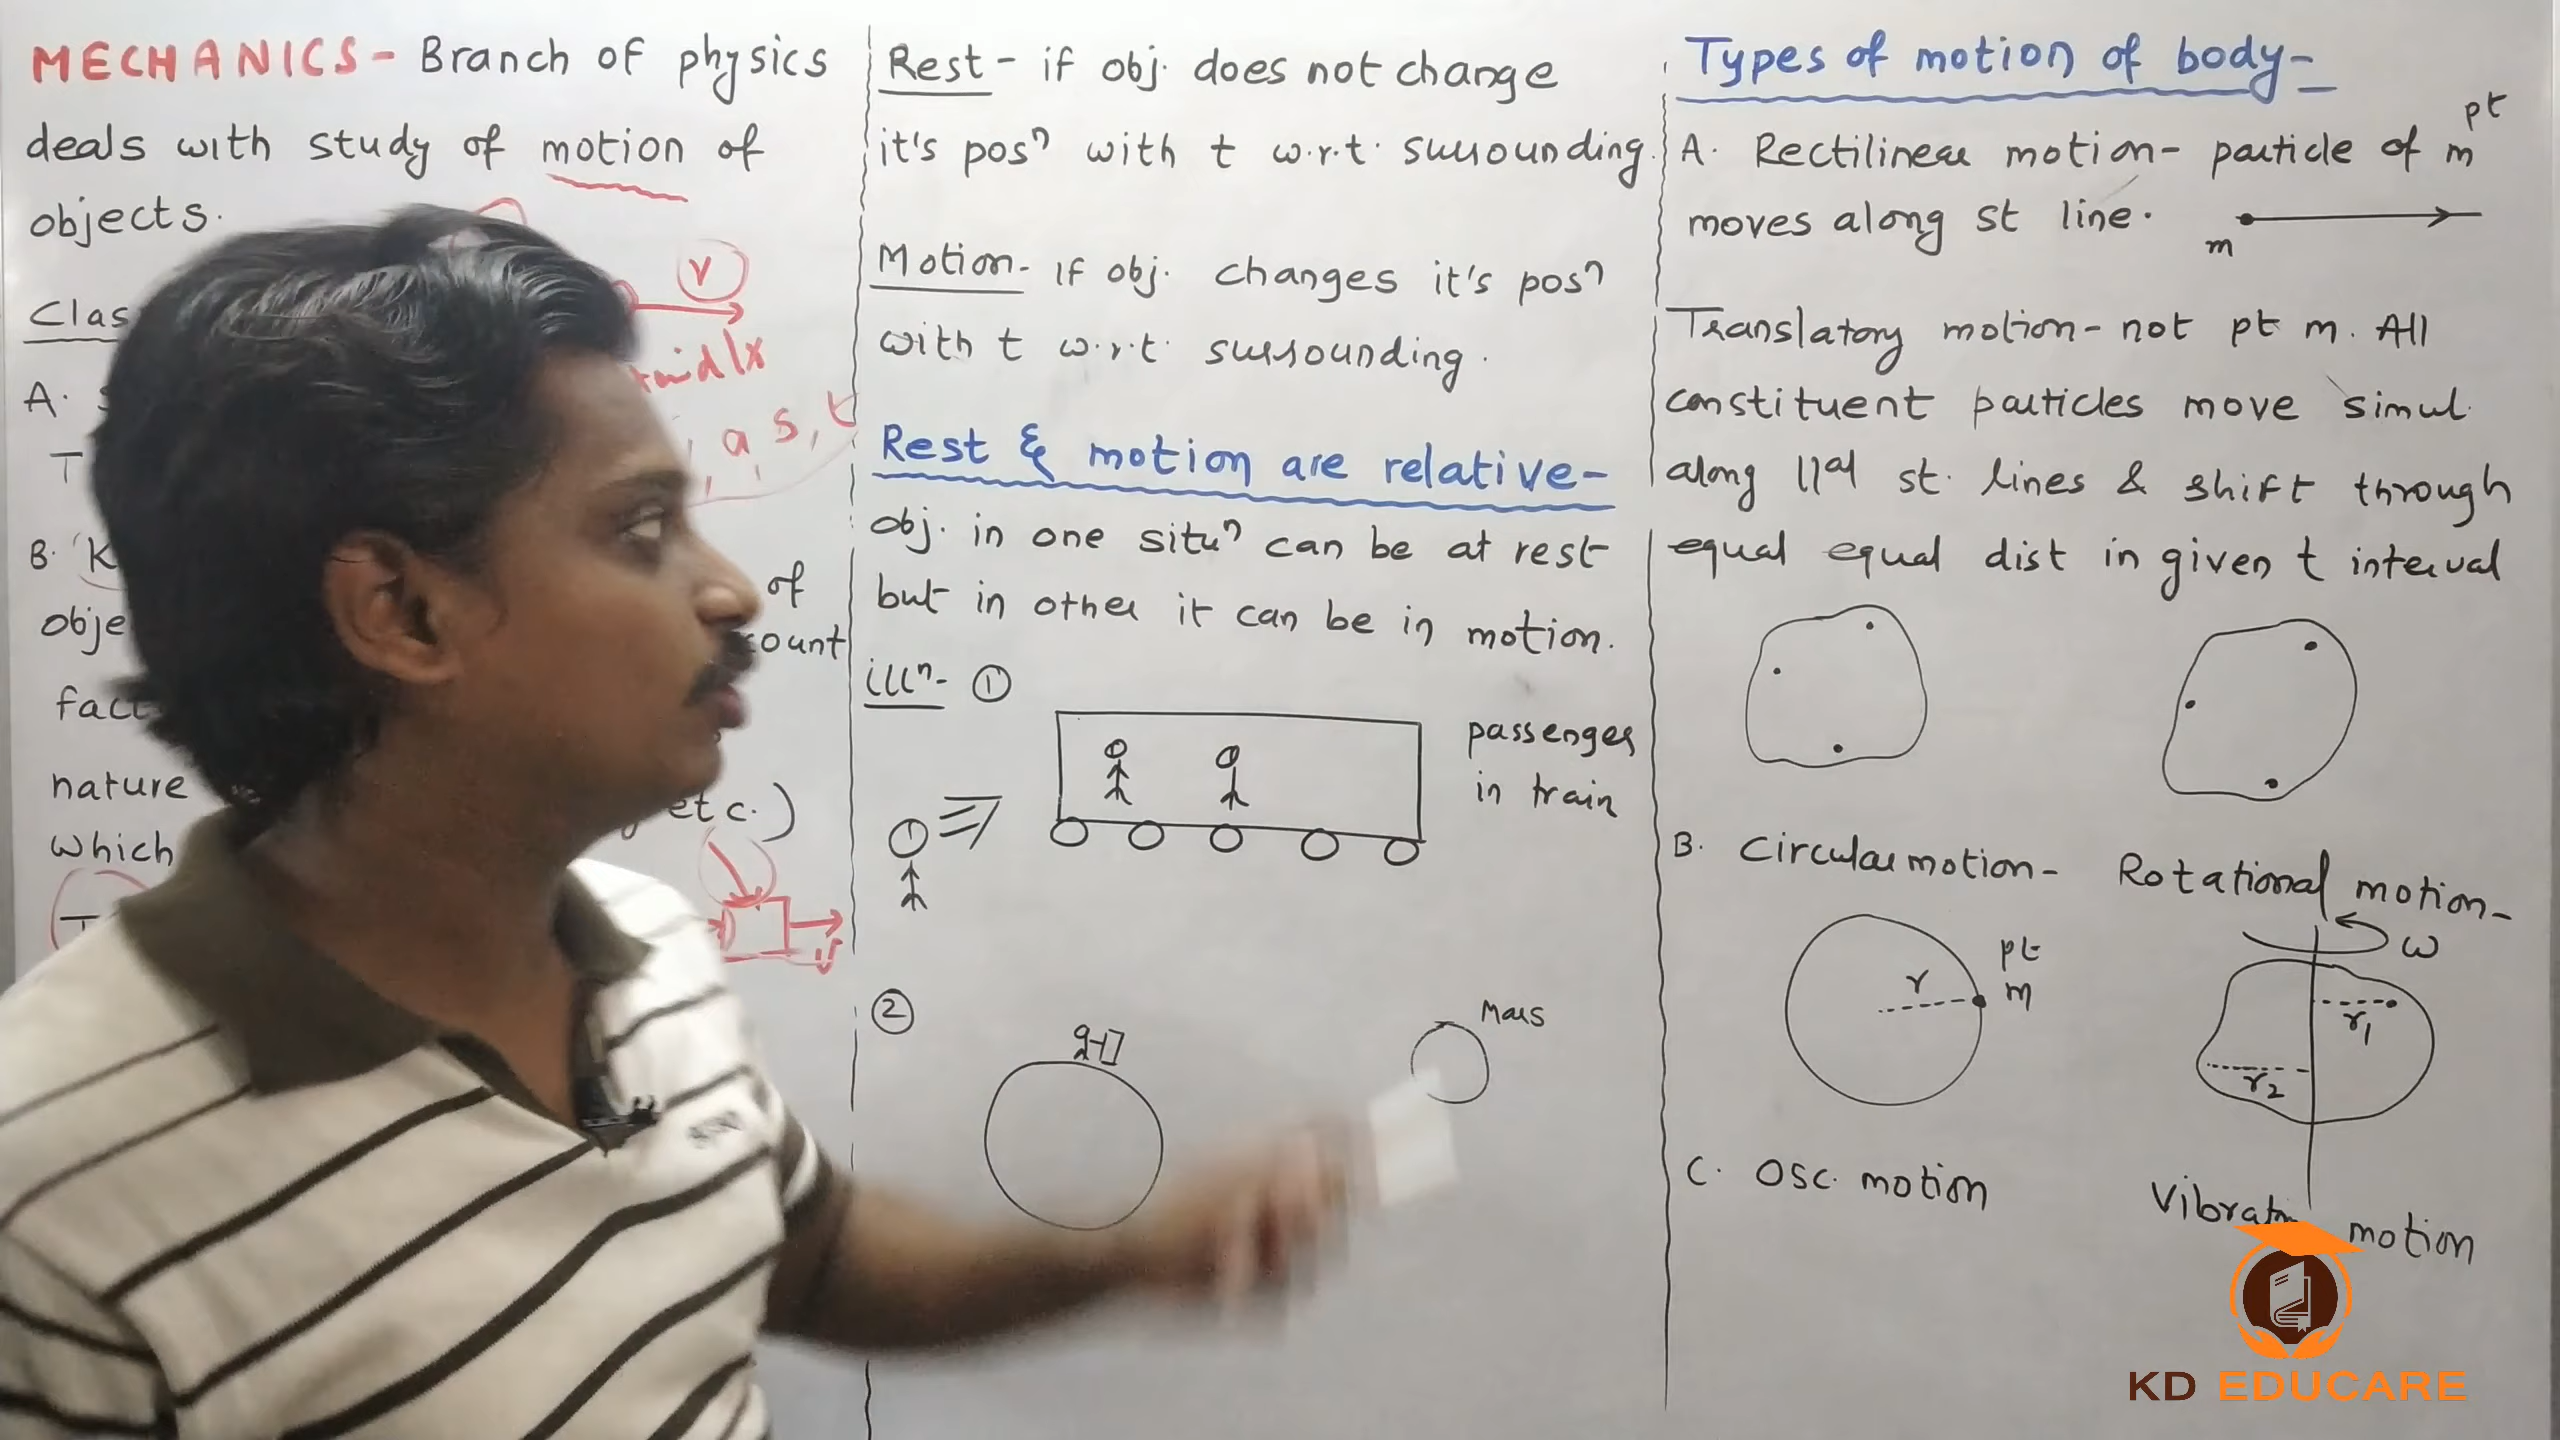 MECHANICS - Branch of physics
deals with study of motion of
objects.
Clas
A.
T
B. K
of
obje
count
fact
nature
etc.)
which
v
a, s, t
v
Rest - if obj. does not change
it's posⁿ with t w.r.t. surrounding.
Motion - If obj. changes it's posⁿ
with t w.r.t. surrounding.
Rest & motion are relative -
obj. in one situⁿ can be at rest
but in other it can be in motion.
illⁿ- ①
passenger
in train
②
Mars
Types of motion of body -
pt
A. Rectilinear motion - particle of m
moves along st line.
m
Translatory motion - not pt m. All
constituent particles move simul.
along 11ᵃˡ st. lines & shift through
equal equal dist in given t interval
B. Circular motion - Rotational motion -
r
pt
m
ω
r1
r2
C. Osc. motion
motion
KD EDUCARE